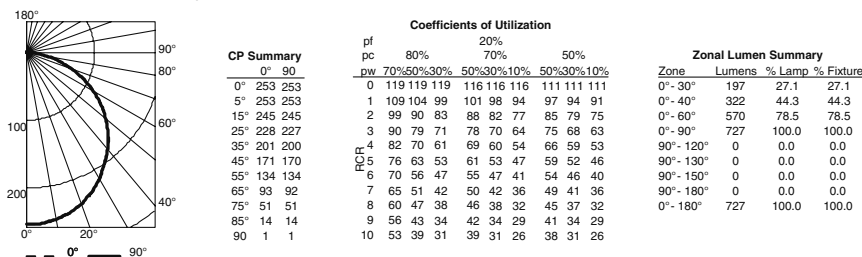 180°
90°
80°
60°
40°
20°
0°
100
200
0° 90°
CP Summary
0° 90
0° 253 253
5° 253 253
15° 245 245
25° 228 227
35° 201 200
45° 171 170
55° 134 134
65° 93 92
75° 51 51
85° 14 14
90 1 1
Coefficients of Utilization
pf 20%
pc 80% 70% 50%
pw 70%50%30% 50%30%10% 50%30%10%
RCR
0 119 119 119 116 116 116 111 111 111
1 109 104 99 101 98 94 97 94 91
2 99 90 83 88 82 77 85 79 75
3 90 79 71 78 70 64 75 68 63
4 82 70 61 69 60 54 66 59 53
5 76 63 53 61 53 47 59 52 46
6 70 56 47 55 47 41 54 46 40
7 65 51 42 50 42 36 49 41 36
8 60 47 38 46 38 32 45 37 32
9 56 43 34 42 34 29 41 34 29
10 53 39 31 39 31 26 38 31 26
Zonal Lumen Summary
Zone Lumens % Lamp % Fixture
0°- 30° 197 27.1 27.1
0°- 40° 322 44.3 44.3
0°- 60° 570 78.5 78.5
0°- 90° 727 100.0 100.0
90°- 120° 0 0.0 0.0
90°- 130° 0 0.0 0.0
90°- 150° 0 0.0 0.0
90°- 180° 0 0.0 0.0
0°- 180° 727 100.0 100.0